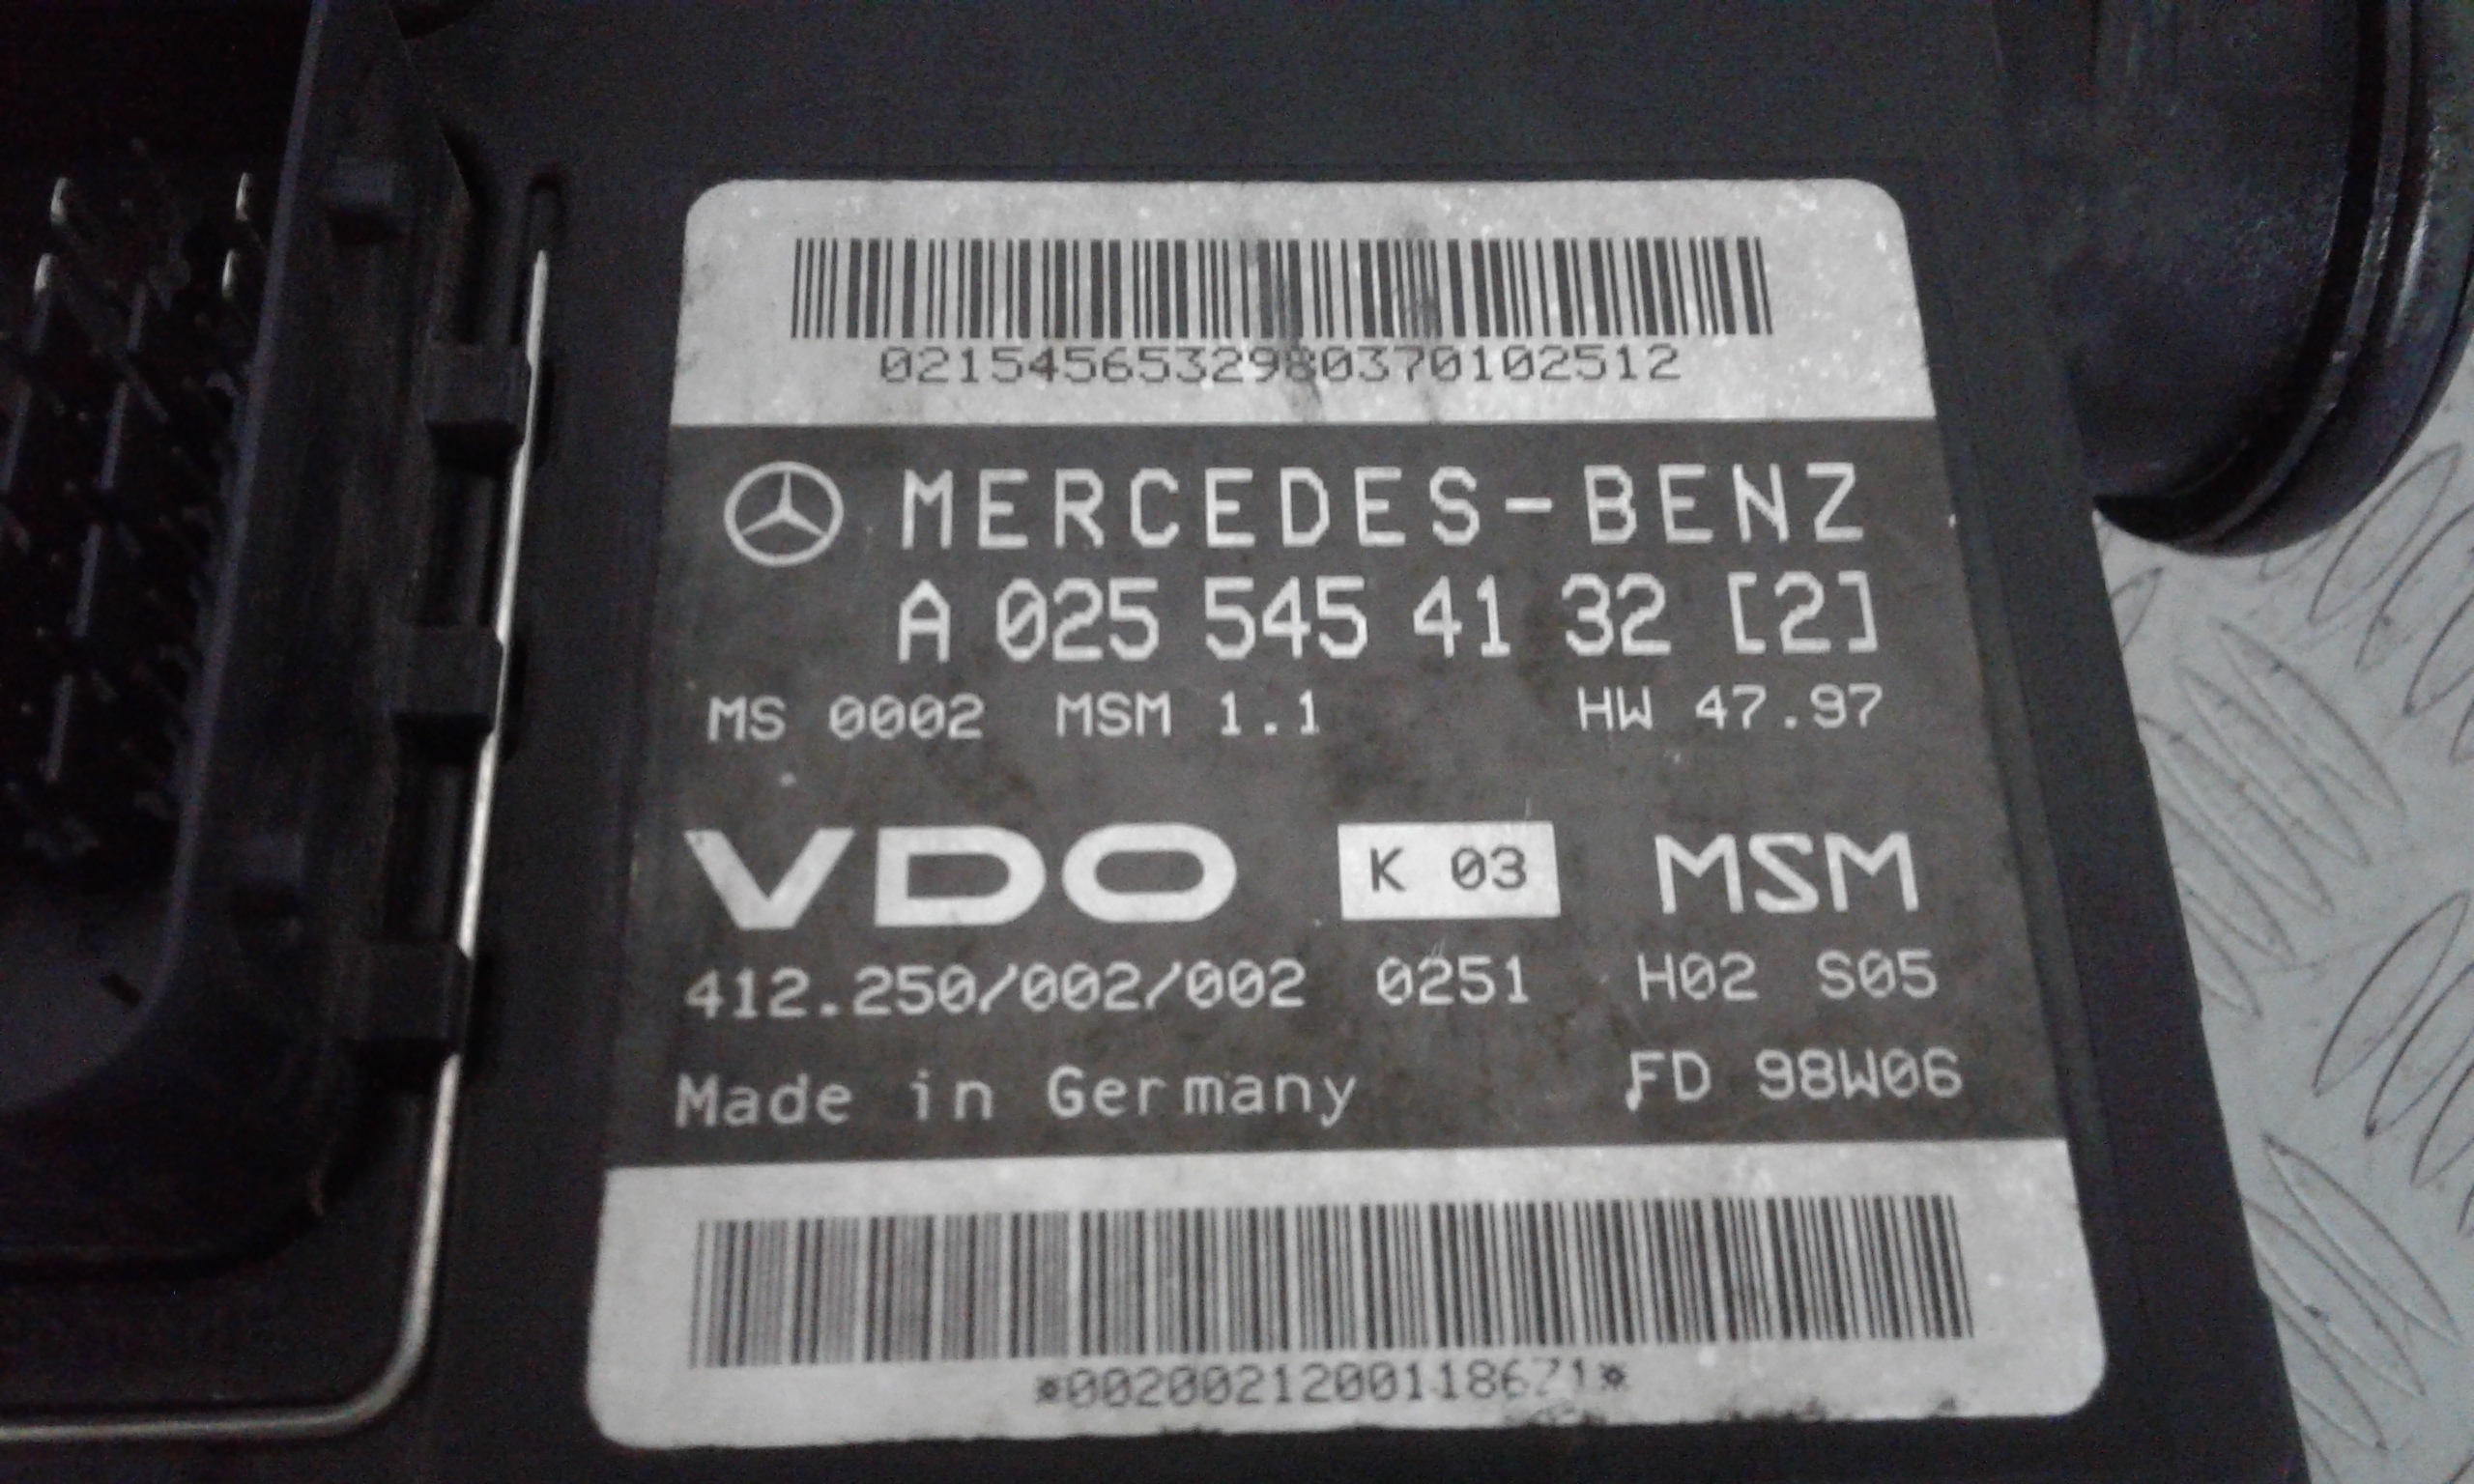 0215456532980370102512
MERCEDES-BENZ
A 025 545 41 32 [2]
MS 0002 MSM 1.1 HW 47.97
VDO K 03 MSM
412.250/002/002 0251 H02 S05
Made in Germany FD 98W06